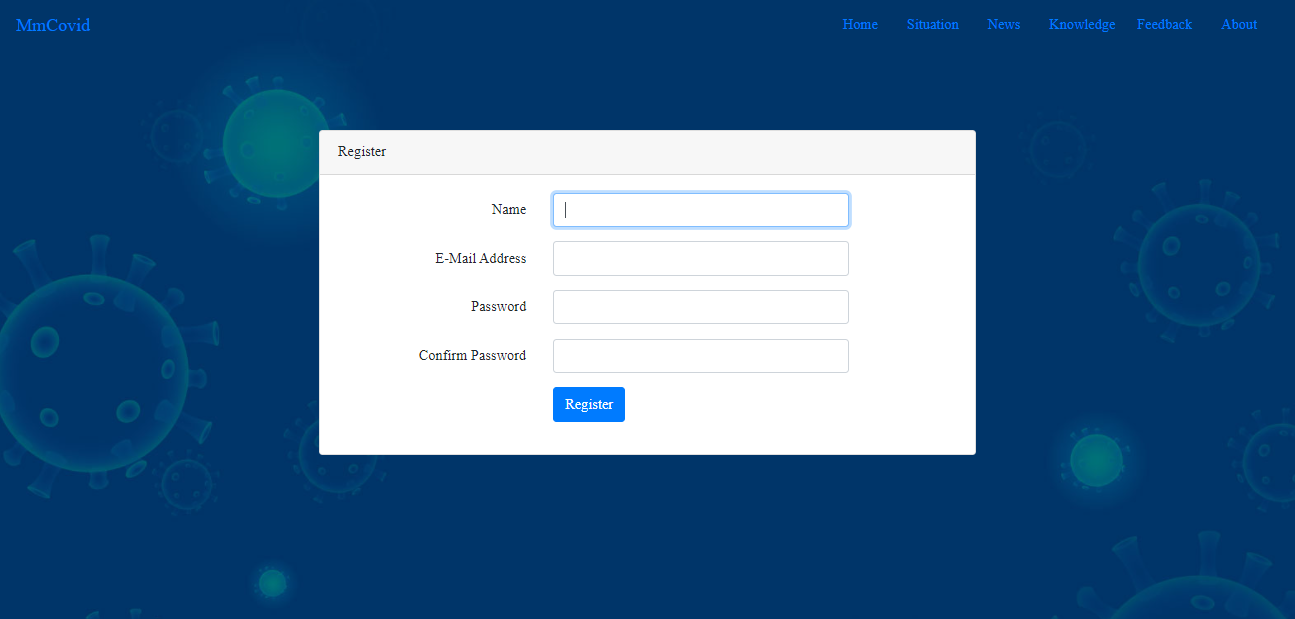 MmCovid Home Situation News Knowledge Feedback About
Register
Name
E-Mail Address
Password
Confirm Password
Register